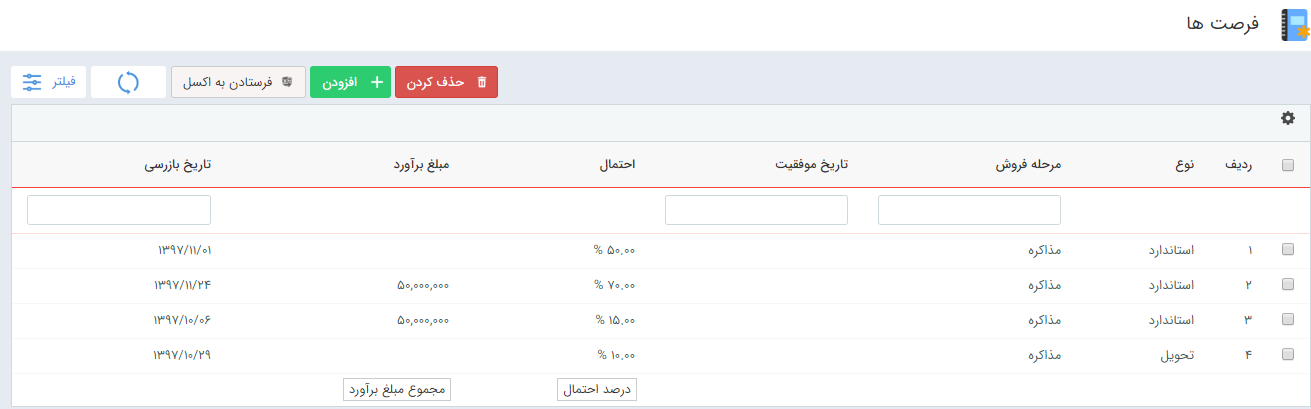 فرصت ها
حذف کردن افزودن فرستادن به اکسل فیلتر
ردیف نوع مرحله فروش تاریخ موفقیت احتمال مبلغ برآورد تاریخ بازرسی
۱ استاندارد مذاکره ۵۰.۰۰ % ۱۳۹۷/۱۱/۰۱
۲ استاندارد مذاکره ۷۰.۰۰ % ۵۰,۰۰۰,۰۰۰ ۱۳۹۷/۱۱/۲۴
۳ استاندارد مذاکره ۱۵.۰۰ % ۵۰,۰۰۰,۰۰۰ ۱۳۹۷/۱۰/۰۶
۴ تحویل مذاکره ۱۰.۰۰ % ۱۳۹۷/۱۰/۲۹
درصد احتمال مجموع مبلغ برآورد